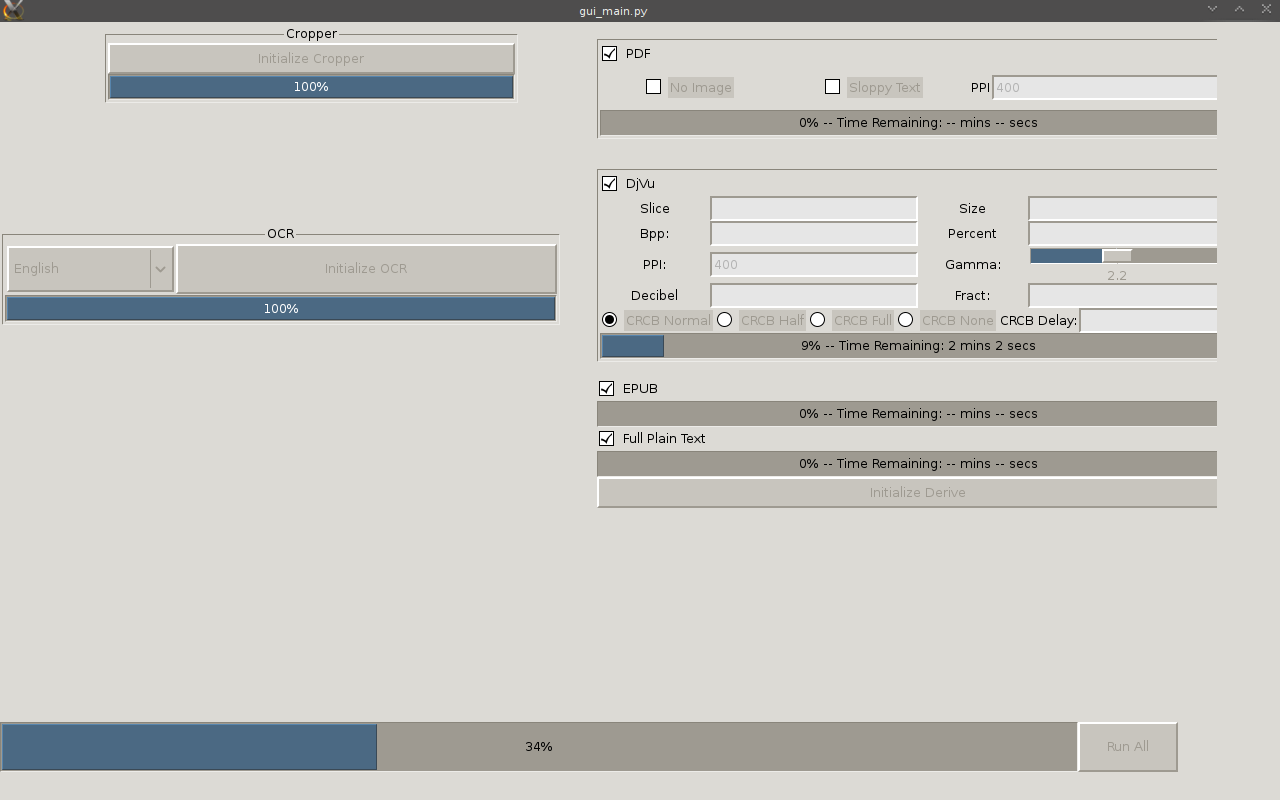 gui_main.py
Cropper
Initialize Cropper
100%
OCR
English
Initialize OCR
100%
PDF
No Image
Sloppy Text
PPI
400
0% -- Time Remaining: -- mins -- secs
DjVu
Slice
Size
Bpp:
Percent
PPI:
400
Gamma:
2.2
Decibel
Fract:
CRCB Normal
CRCB Half
CRCB Full
CRCB None
CRCB Delay:
9% -- Time Remaining: 2 mins 2 secs
EPUB
0% -- Time Remaining: -- mins -- secs
Full Plain Text
0% -- Time Remaining: -- mins -- secs
Initialize Derive
34%
Run All